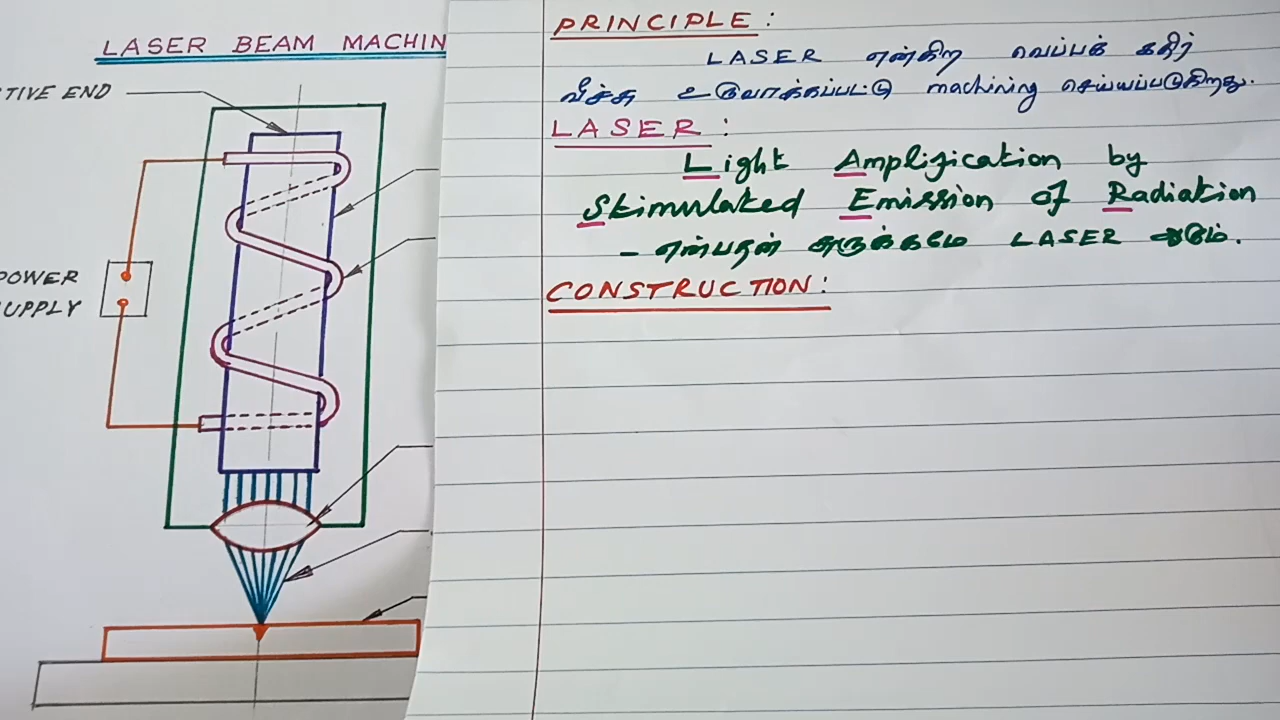 LASER BEAM MACHIN
TIVE END
POWER
UPPLY
PRINCIPLE :
LASER என்கிற வெப்பக் கதிர்
வீச்சு உருவாக்கப்பட்டு machining செய்யப்படுகிறது.
LASER :
Light Amplification by
Stimulated Emission of Radiation
– என்பதன் சுருக்கமே LASER ஆகும்.
CONSTRUCTION :